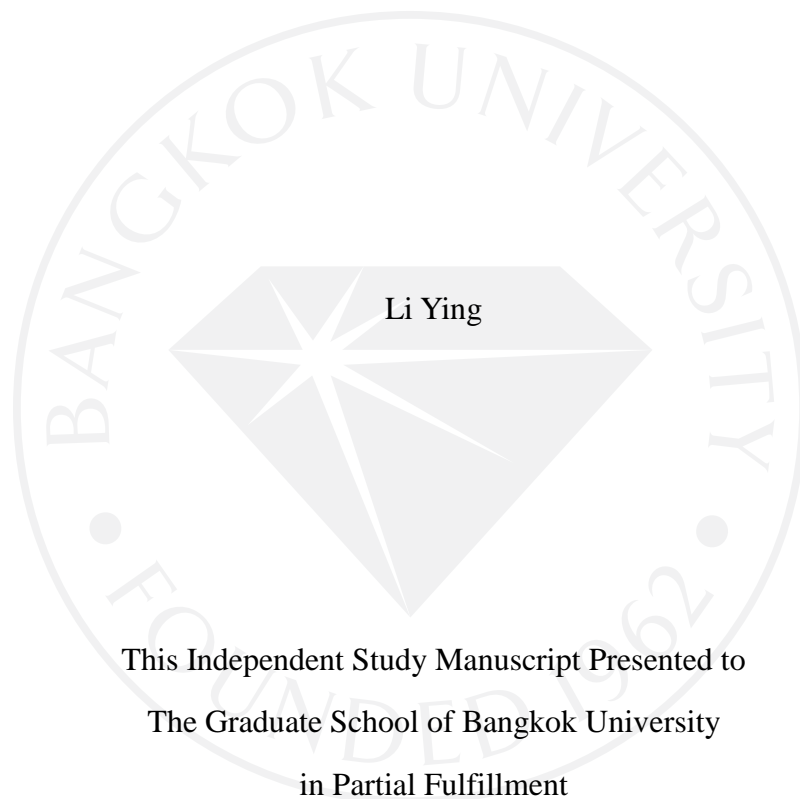 BANGKOK UNIVERSITY
Li Ying
This Independent Study Manuscript Presented to
The Graduate School of Bangkok University
in Partial Fulfillment
• FOUNDED 1962 •